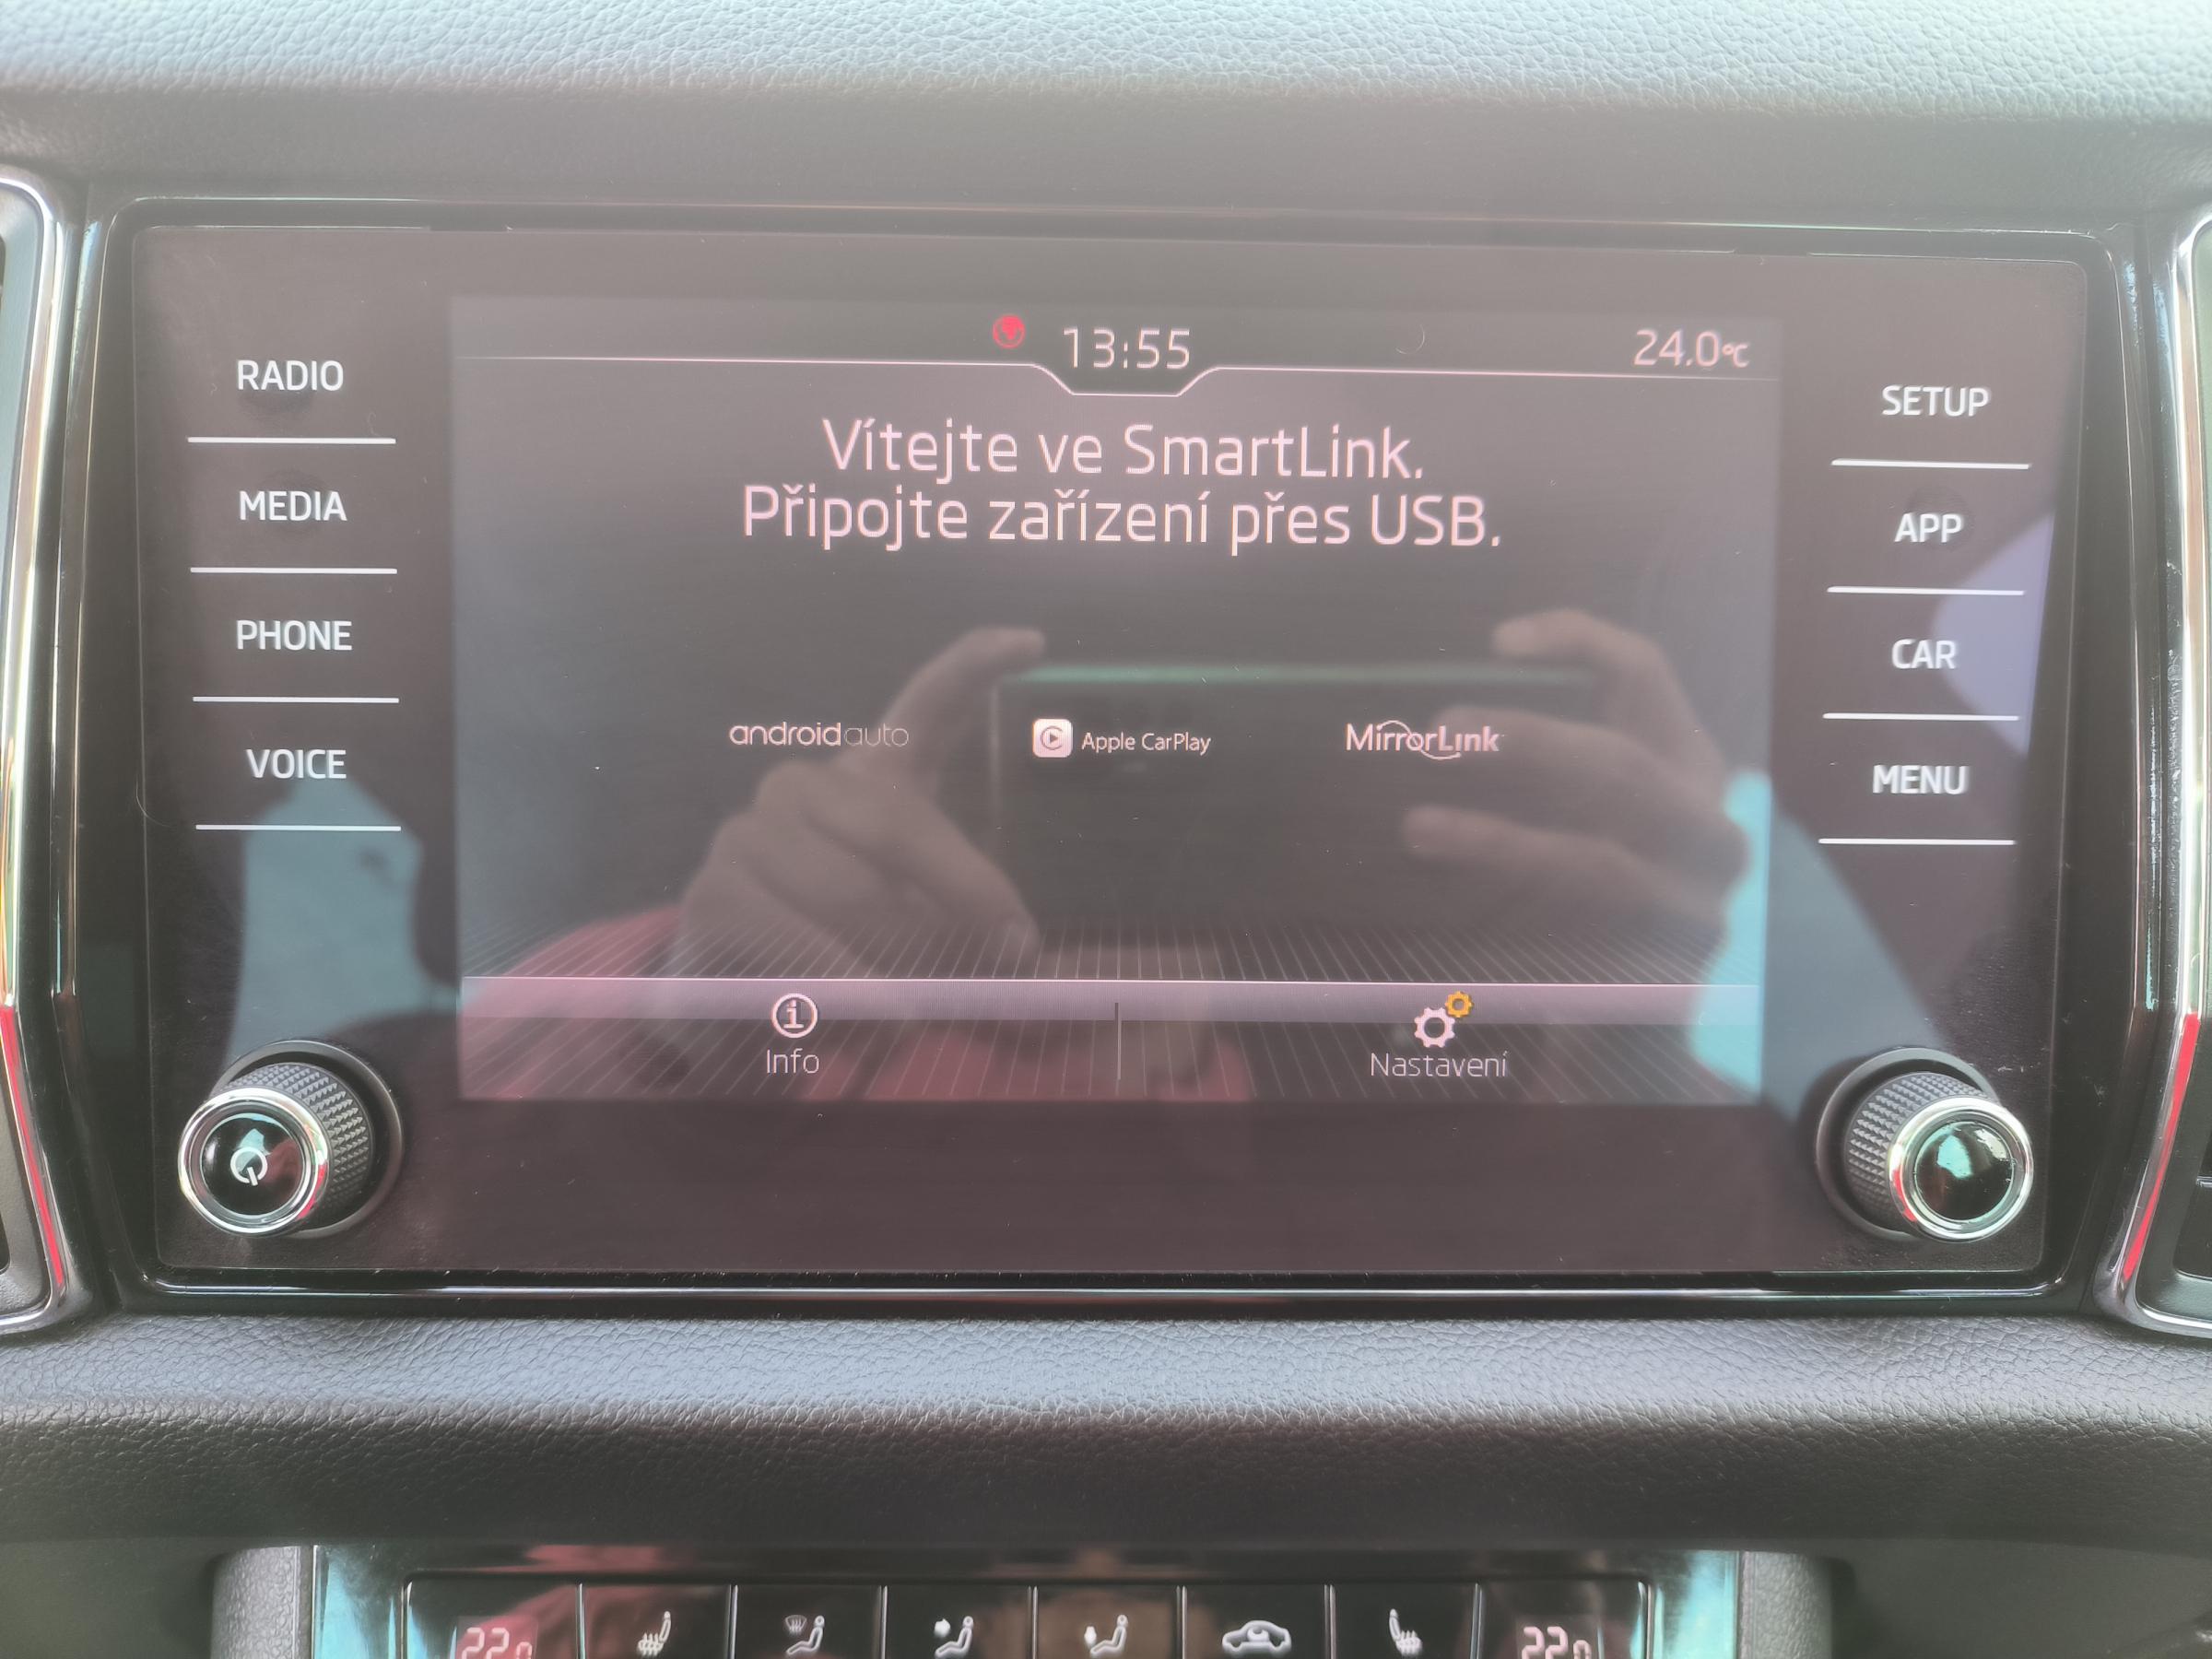 13:55
24.0°C
RADIO
MEDIA
PHONE
VOICE
Vítejte ve SmartLink.
Připojte zařízení přes USB.
androidauto
Apple CarPlay
MirrorLink
Info
Nastavení
SETUP
APP
CAR
MENU